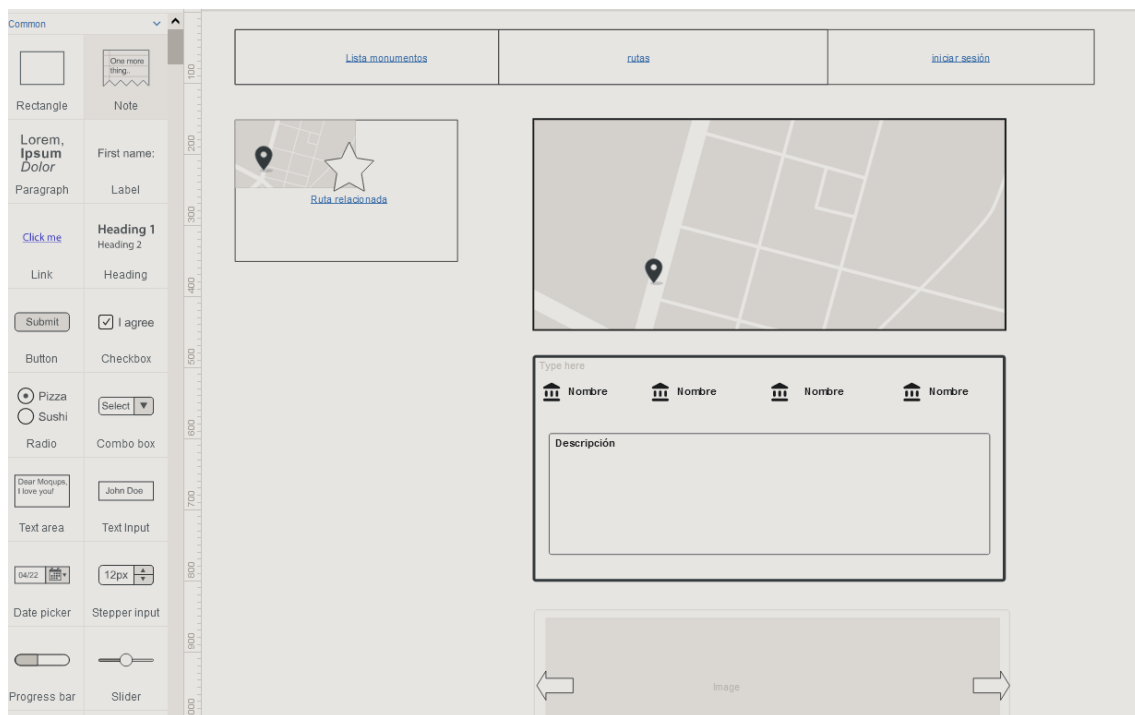 Common
One more
thing..
Rectangle
Note
Lorem,
Ipsum
Dolor
First name:
Paragraph
Label
Click me
Heading 1
Heading 2
Link
Heading
Submit
I agree
Button
Checkbox
Pizza
Sushi
Select
Radio
Combo box
Dear Moqups,
I love you!
John Doe
Text area
Text Input
04/22
12px
Date picker
Stepper input
Progress bar
Slider
100
200
300
400
500
600
700
800
900
Lista monumentos
rutas
iniciar sesión
Ruta relacionada
Type here
Nombre
Nombre
Nombre
Nombre
Descripción
Image